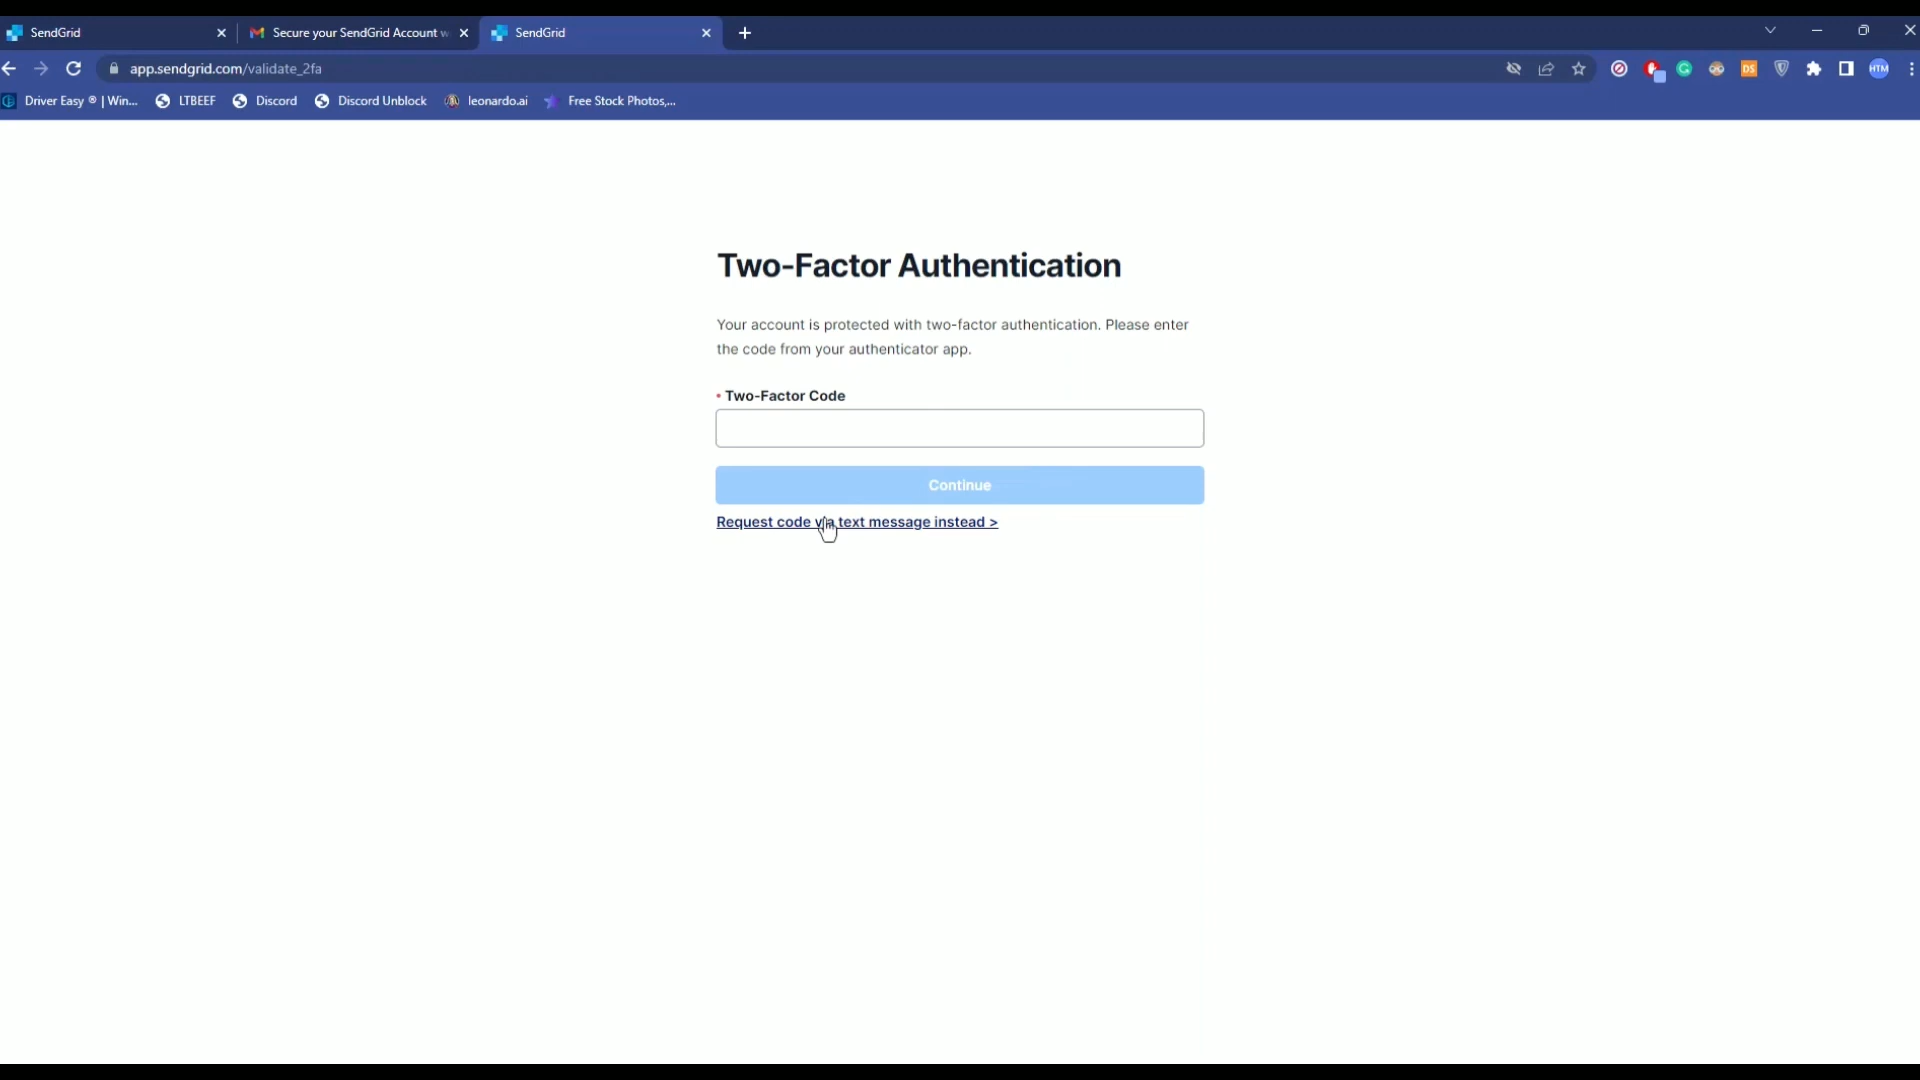 SendGrid
Secure your SendGrid Account w
SendGrid
app.sendgrid.com/validate_2fa
DS
HTM
Driver Easy ® | Win...
LTBEEF
Discord
Discord Unblock
leonardo.ai
Free Stock Photos,...
Two-Factor Authentication
Your account is protected with two-factor authentication. Please enter
the code from your authenticator app.
• Two-Factor Code
Continue
Request code via text message instead >